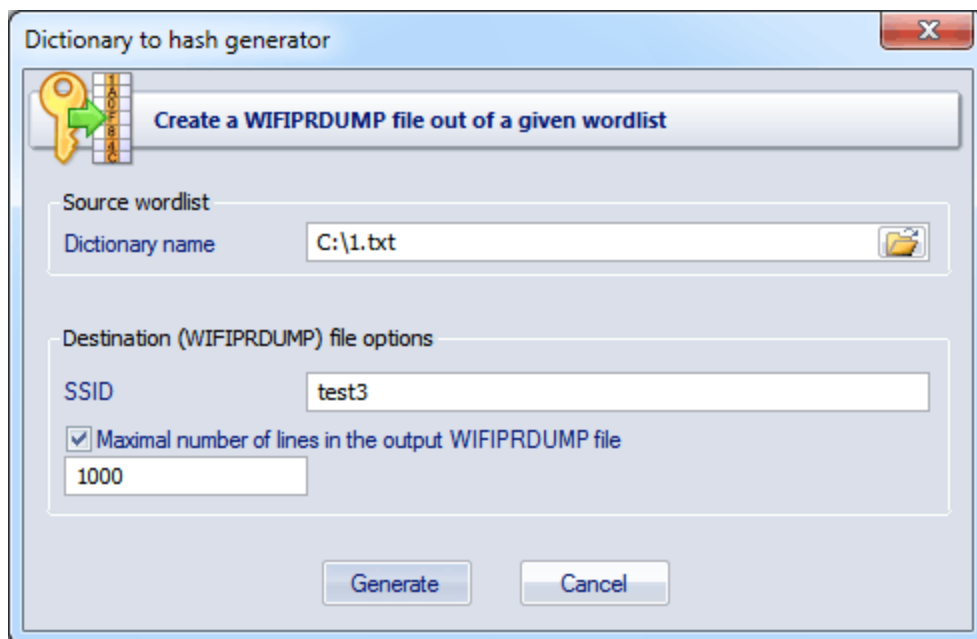 Dictionary to hash generator
Create a WIFIPRDUMP file out of a given wordlist
Source wordlist
Dictionary name C:\1.txt
Destination (WIFIPRDUMP) file options
SSID test3
Maximal number of lines in the output WIFIPRDUMP file
1000
Generate Cancel